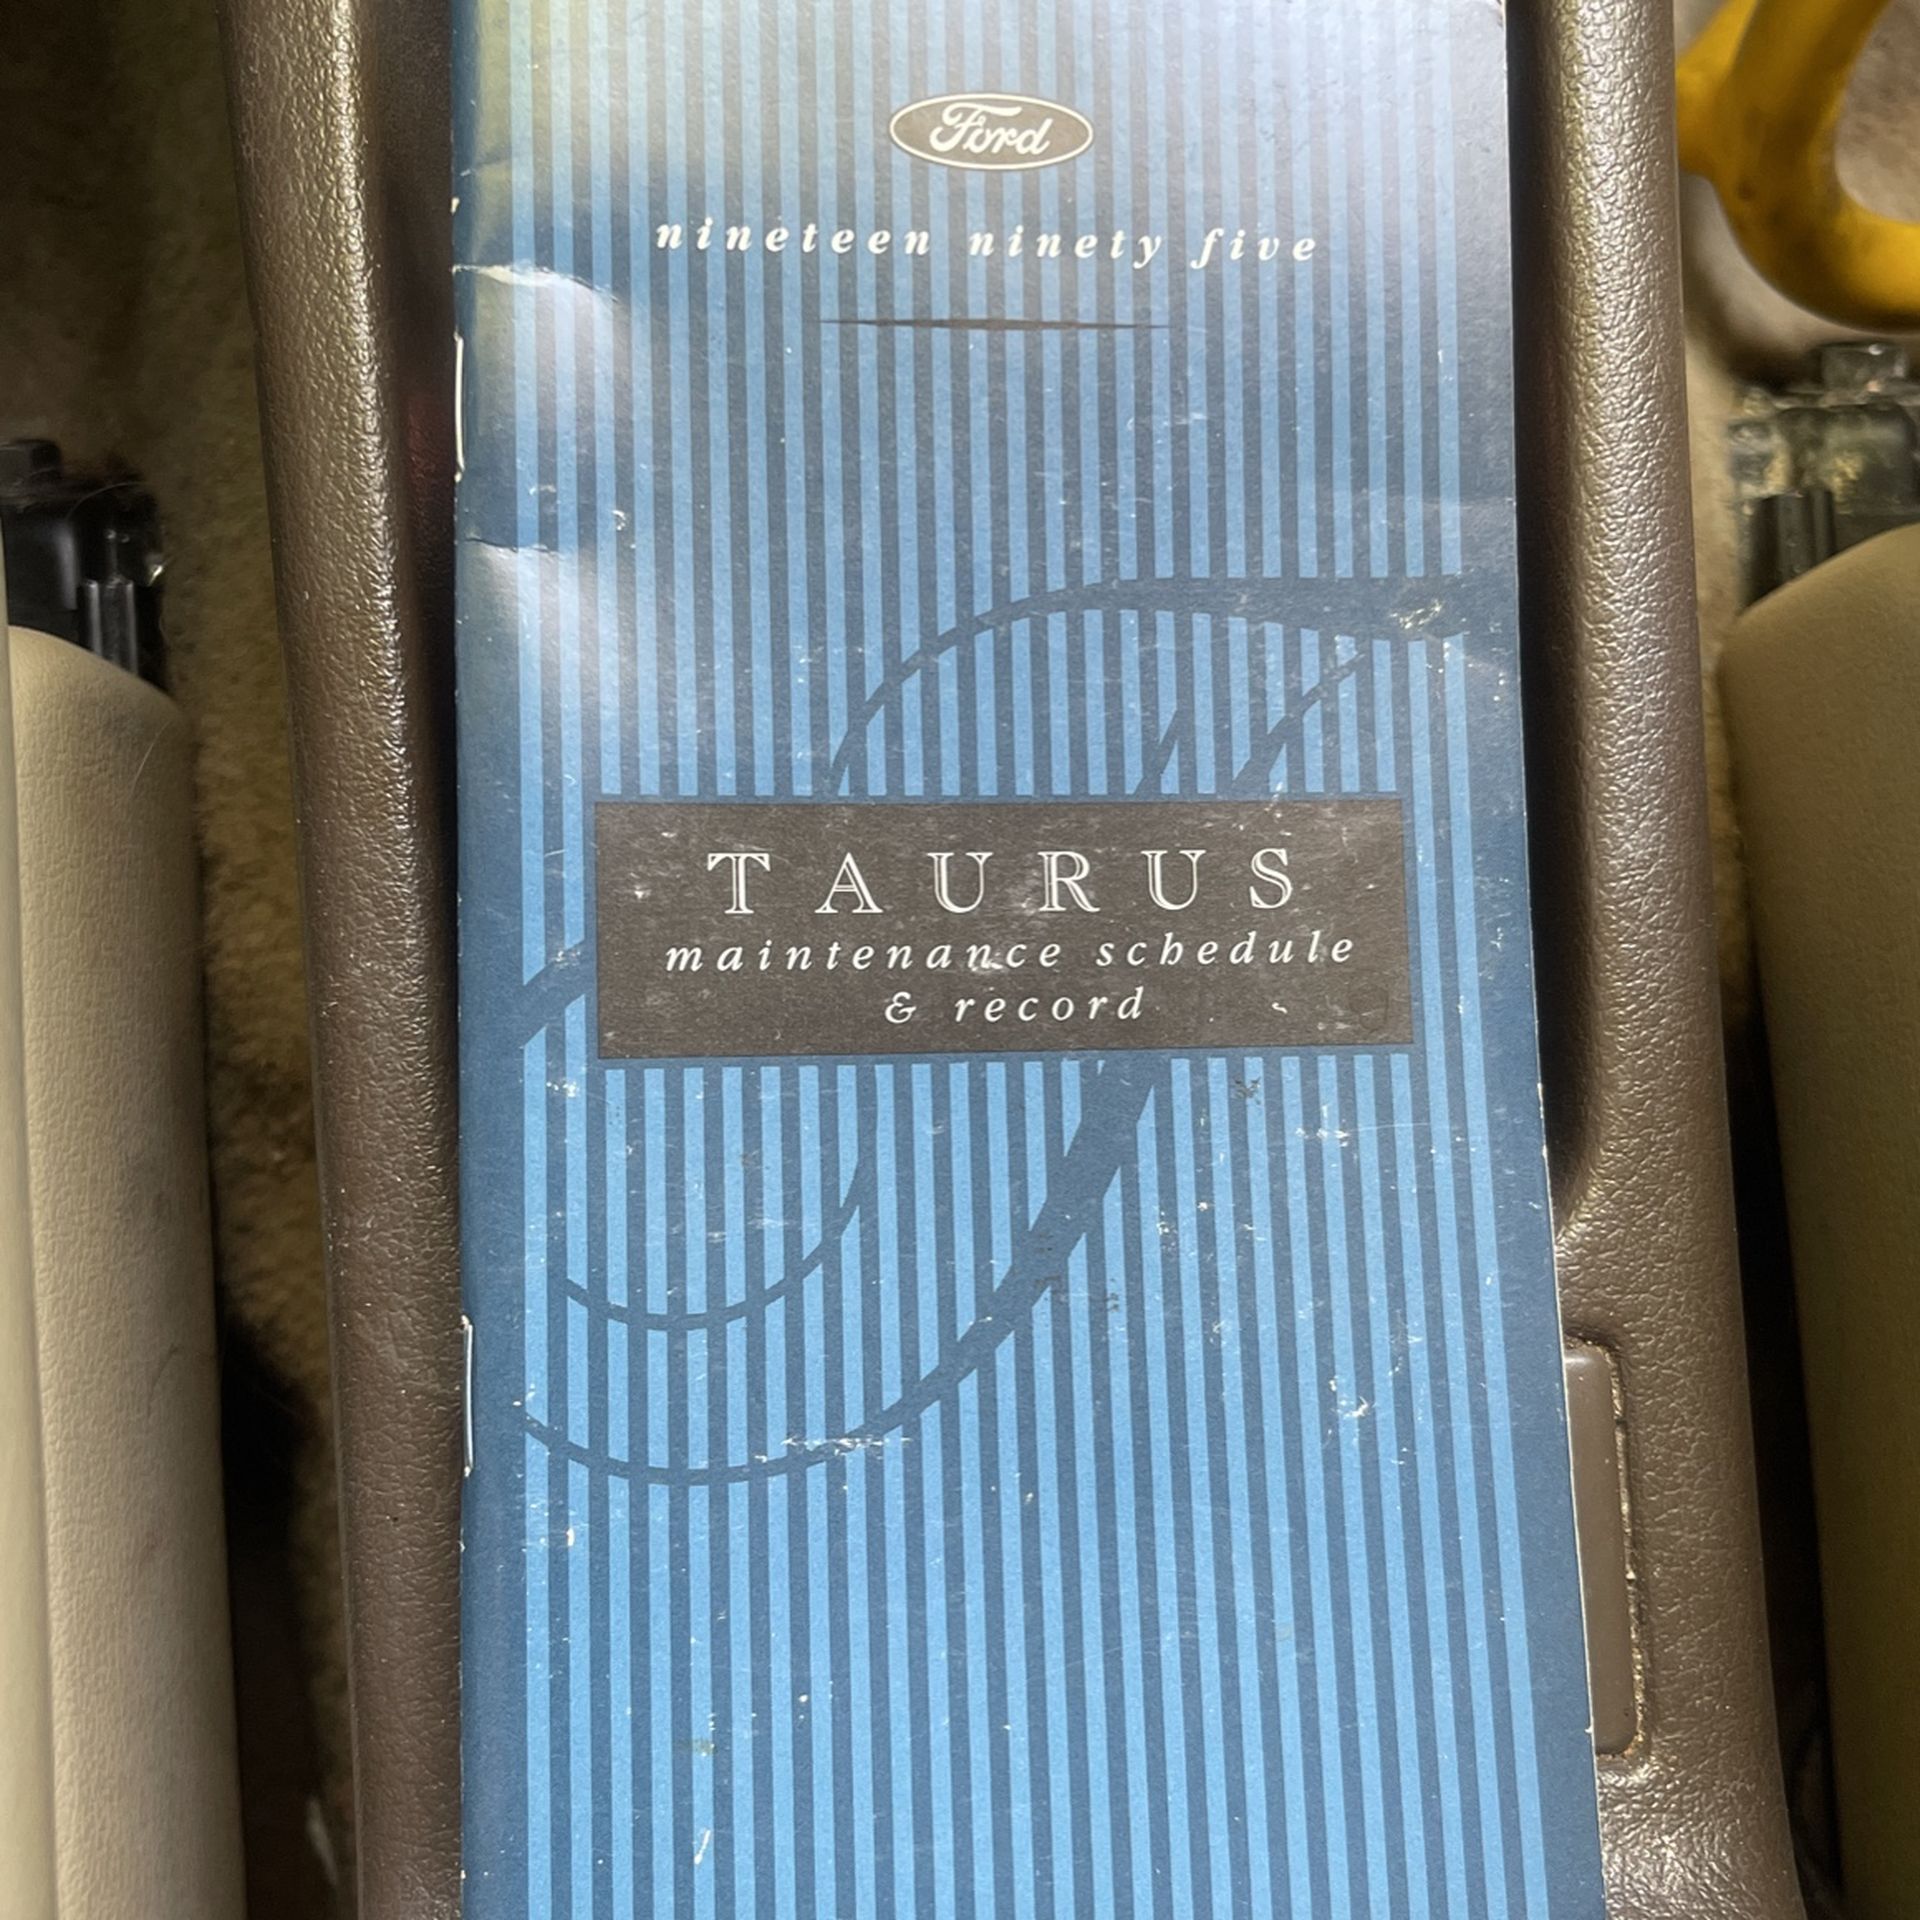 Ford
nineteen ninety five
TAURUS
maintenance schedule
& record